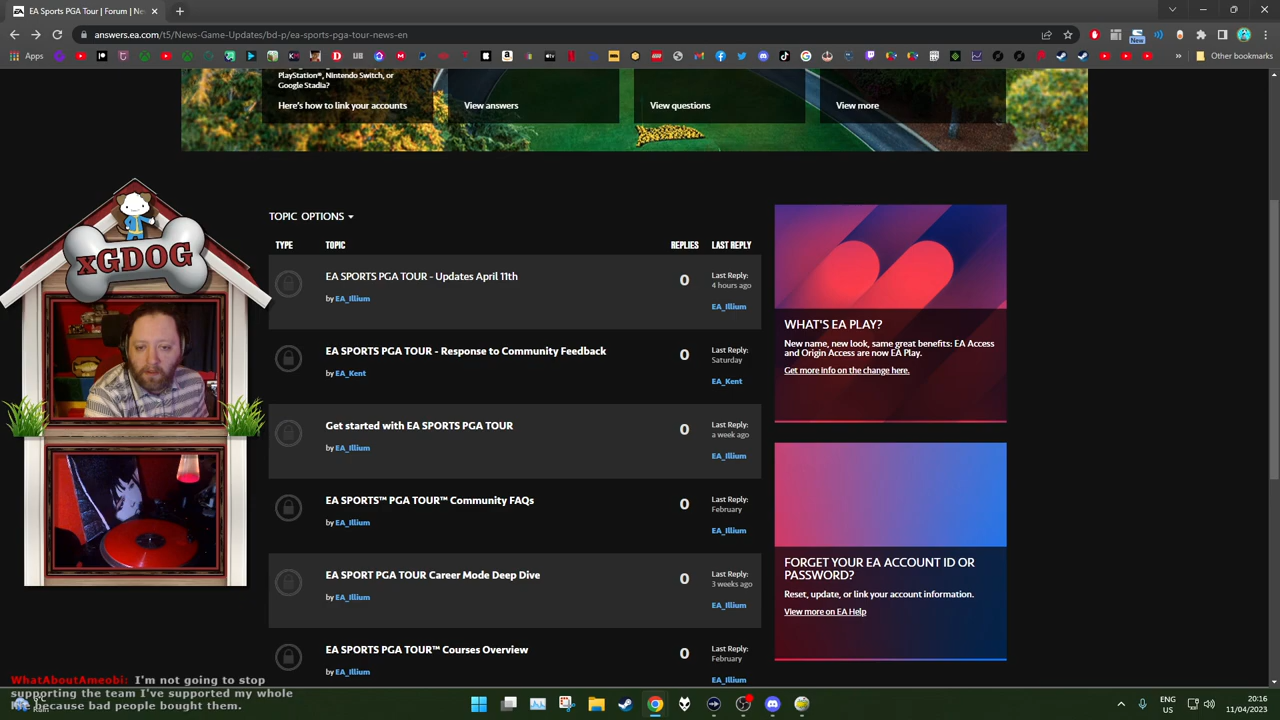 EA Sports PGA Tour | Forum | Ne
answers.ea.com/t5/News-Game-Updates/bd-p/ea-sports-pga-tour-news-en
New
Apps
UB
Other bookmarks
PlayStation®, Nintendo Switch, or
Google Stadia?
Here's how to link your accounts
View answers
View questions
View more
TOPIC OPTIONS
TYPE
TOPIC
REPLIES
LAST REPLY
EA SPORTS PGA TOUR - Updates April 11th
by EA_Illium
0
Last Reply:
4 hours ago
EA_Illium
EA SPORTS PGA TOUR - Response to Community Feedback
by EA_Kent
0
Last Reply:
Saturday
EA_Kent
Get started with EA SPORTS PGA TOUR
by EA_Illium
0
Last Reply:
a week ago
EA_Illium
EA SPORTS™ PGA TOUR™ Community FAQs
by EA_Illium
0
Last Reply:
February
EA_Illium
EA SPORT PGA TOUR Career Mode Deep Dive
by EA_Illium
0
Last Reply:
3 weeks ago
EA_Illium
EA SPORTS PGA TOUR™ Courses Overview
by EA_Illium
0
Last Reply:
February
EA_Illium
WHAT'S EA PLAY?
New name, new look, same great benefits: EA Access
and Origin Access are now EA Play.
Get more info on the change here.
FORGET YOUR EA ACCOUNT ID OR
PASSWORD?
Reset, update, or link your account information.
View more on EA Help
xGDOG
WhatAboutAmeobi: I'm not going to stop
supporting the team I've supported my whole
because bad people bought them.
ENG
US
20:16
11/04/2023